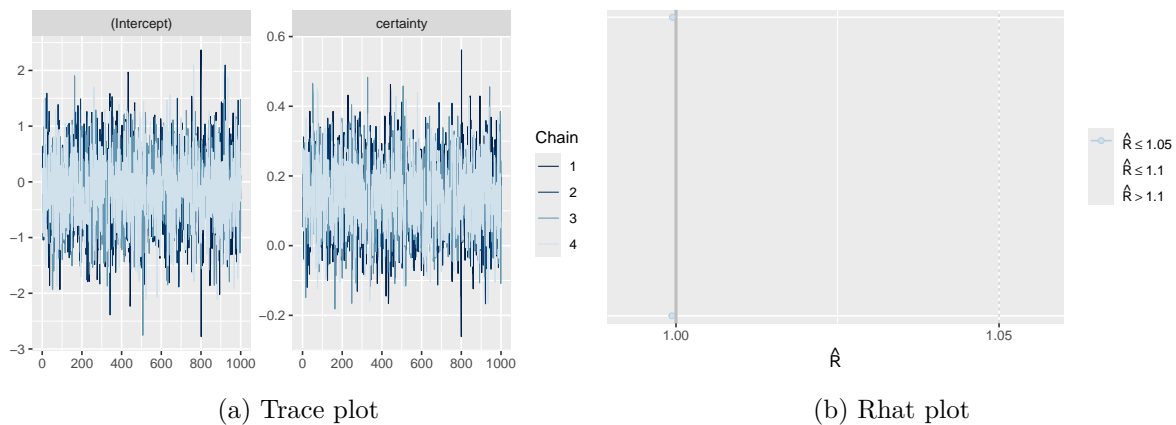 (Intercept)
certainty
2
1
0
−1
−2
−3
0.6
0.4
0.2
0.0
−0.2
0 200 400 600 800 1000
0 200 400 600 800 1000
Chain
1
2
3
4
1.00 1.05
R̂
R̂ ≤ 1.05
R̂ ≤ 1.1
R̂ > 1.1
(a) Trace plot
(b) Rhat plot